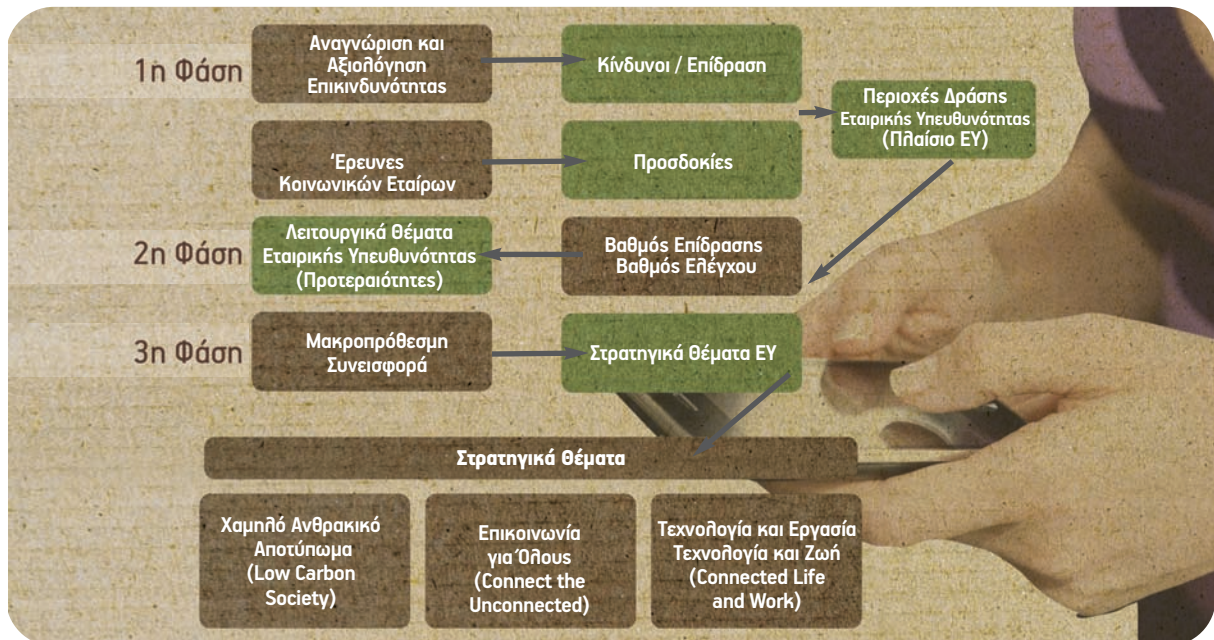 1η Φάση
Αναγνώριση και
Αξιολόγηση
Επικινδυνότητας
Κίνδυνοι / Επίδραση
Περιοχές Δράσης
Εταιρικής Υπευθυνότητας
(Πλαίσιο ΕΥ)
'Ερευνες
Κοινωνικών Εταίρων
Προσδοκίες
2η Φάση
Λειτουργικά Θέματα
Εταιρικής Υπευθυνότητας
(Προτεραιότητες)
Βαθμός Επίδρασης
Βαθμός Ελέγχου
3η Φάση
Μακροπρόθεσμη
Συνεισφορά
Στρατηγικά Θέματα ΕΥ
Στρατηγικά Θέματα
Χαμηλό Ανθρακικό
Αποτύπωμα
(Low Carbon
Society)
Επικοινωνία
για Όλους
(Connect the
Unconnected)
Τεχνολογία και Εργασία
Τεχνολογία και Ζωή
(Connected Life
and Work)